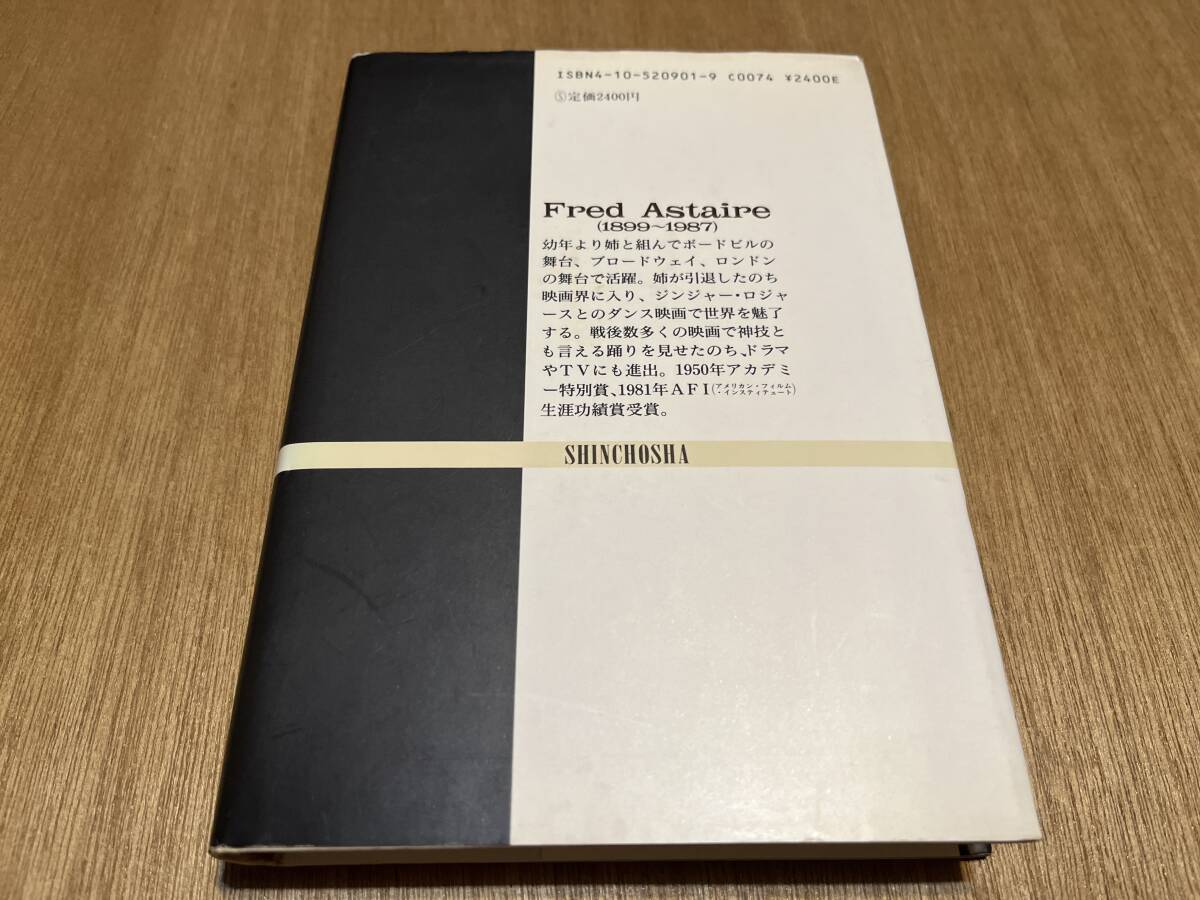 ISBN4-10-520901-9 C0074 ¥2400E
Ⓢ定価2400円
Fred Astaire
(1899~1987)
幼年より姉と組んでボードビルの
舞台、ブロードウェイ、ロンドン
の舞台で活躍。姉が引退したのち
映画界に入り、ジンジャー・ロジャ
ースとのダンス映画で世界を魅了
する。戦後数多くの映画で神技と
も言える踊りを見せたのち、ドラマ
やTVにも進出。1950年アカデミ
ー特別賞、1981年AFI(アメリカン・フィルム・インスティテュート)
生涯功績賞受賞。
SHINCHOSHA